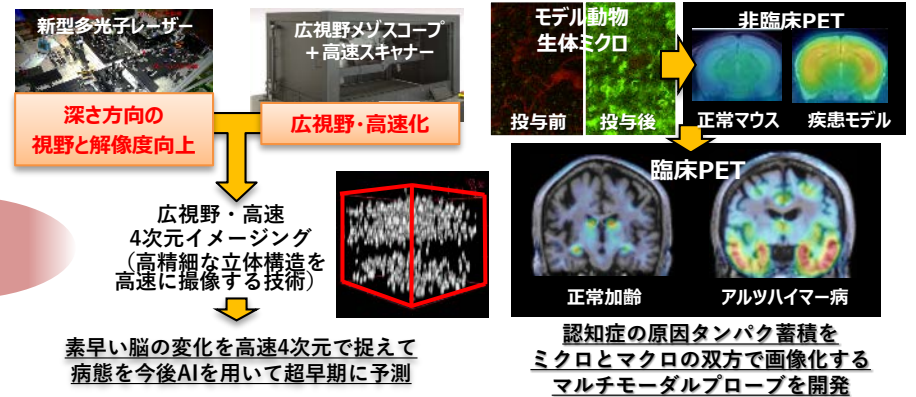 新型多光子レーザー
広視野メゾスコープ
＋高速スキャナー
深さ方向の
視野と解像度向上
広視野・高速化
広視野・高速
4次元イメージング
（高精細な立体構造を
高速に撮像する技術）
素早い脳の変化を高速4次元で捉えて
病態を今後AIを用いて超早期に予測
モデル動物
生体ミクロ
投与前
投与後
非臨床PET
正常マウス
疾患モデル
臨床PET
正常加齢
アルツハイマー病
認知症の原因タンパク蓄積を
ミクロとマクロの双方で画像化する
マルチモーダルプローブを開発